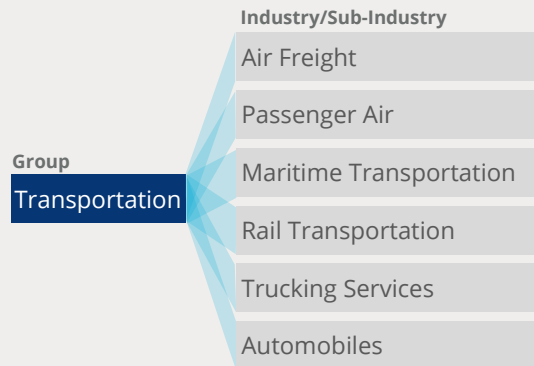 Industry/Sub-Industry
Air Freight
Passenger Air
Group
Maritime Transportation
Transportation
Rail Transportation
Trucking Services
Automobiles